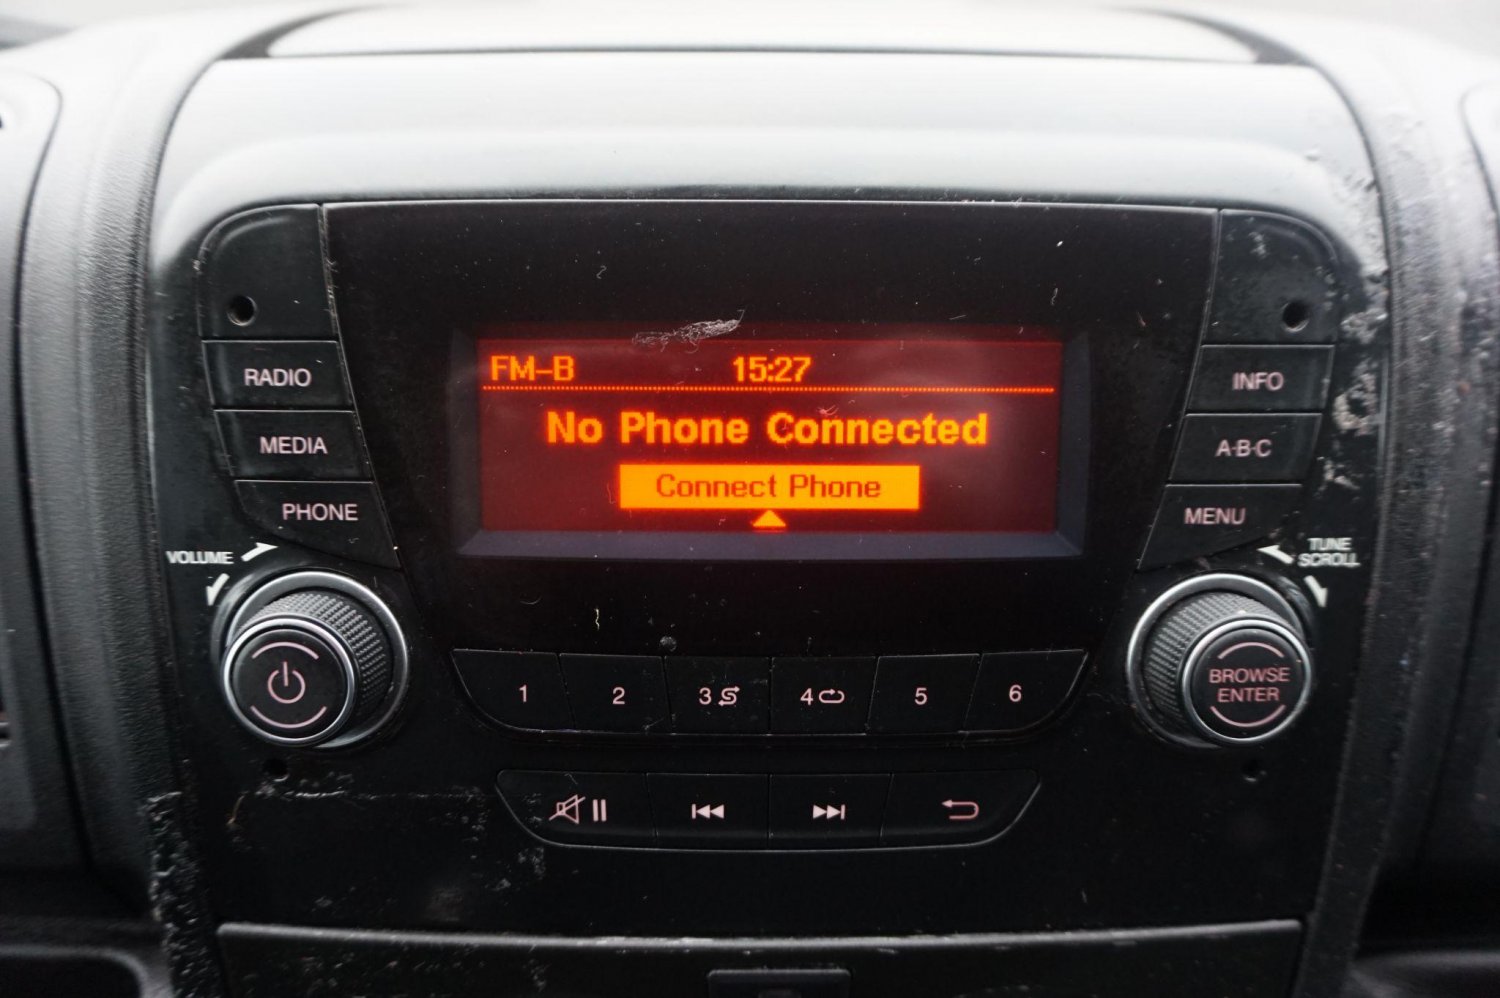 FM-B 15:27
No Phone Connected
Connect Phone
RADIO
MEDIA
PHONE
VOLUME
INFO
A·B·C
MENU
TUNE
SCROLL
BROWSE
ENTER
1 2 3 4 5 6